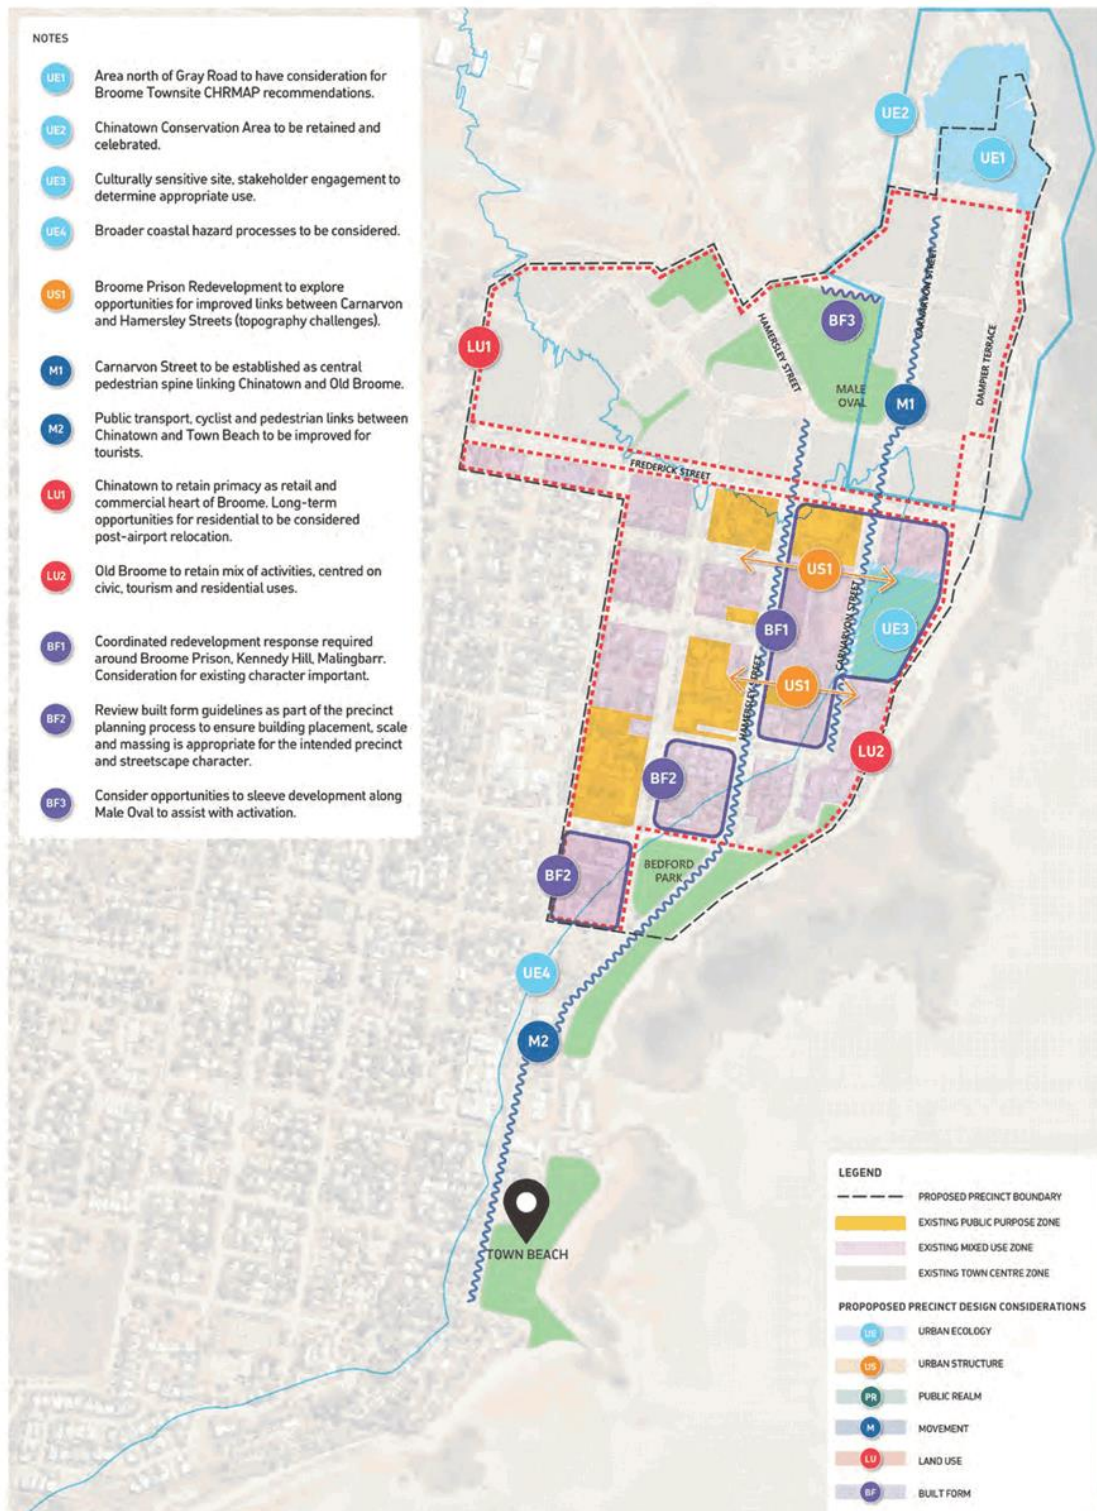 NOTES
UE1
Area north of Gray Road to have consideration for
Broome Townsite CHRMAP recommendations.
UE2
Chinatown Conservation Area to be retained and
celebrated.
UE3
Culturally sensitive site, stakeholder engagement to
determine appropriate use.
UE4
Broader coastal hazard processes to be considered.
US1
Broome Prison Redevelopment to explore
opportunities for improved links between Carnarvon
and Hamersley Streets (topography challenges).
M1
Carnarvon Street to be established as central
pedestrian spine linking Chinatown and Old Broome.
M2
Public transport, cyclist and pedestrian links between
Chinatown and Town Beach to be improved for
tourists.
LU1
Chinatown to retain primacy as retail and
commercial heart of Broome. Long-term
opportunities for residential to be considered
post-airport relocation.
LU2
Old Broome to retain mix of activities, centred on
civic, tourism and residential uses.
BF1
Coordinated redevelopment response required
around Broome Prison, Kennedy Hill, Malingbarr.
Consideration for existing character important.
BF2
Review built form guidelines as part of the precinct
planning process to ensure building placement, scale
and massing is appropriate for the intended precinct
and streetscape character.
BF3
Consider opportunities to sleeve development along
Male Oval to assist with activation.
UE2
UE1
CARNARVON STREET
BF3
HAMERSLEY STREET
LU1
DAMPIER TERRACE
MALE
OVAL
M1
FREDERICK STREET
US1
CARNARVON STREET
BF1
UE3
US1
HAMERSLEY STREET
LU2
BF2
BEDFORD
PARK
BF2
UE4
M2
TOWN BEACH
LEGEND
PROPOSED PRECINCT BOUNDARY
EXISTING PUBLIC PURPOSE ZONE
EXISTING MIXED USE ZONE
EXISTING TOWN CENTRE ZONE
PROPOPOSED PRECINCT DESIGN CONSIDERATIONS
UE
URBAN ECOLOGY
US
URBAN STRUCTURE
PR
PUBLIC REALM
M
MOVEMENT
LU
LAND USE
BF
BUILT FORM